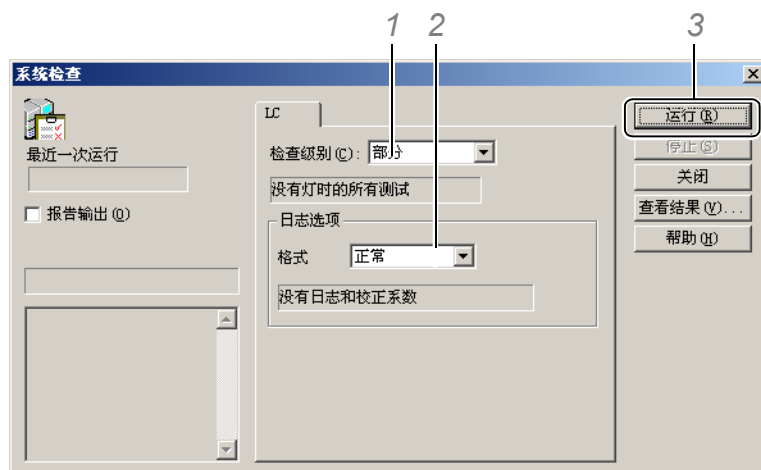 1 2 3
系统检查
最近一次运行
报告输出(O)
LC
检查级别(C): 部分
没有灯时的所有测试
日志选项
格式 正常
没有日志和校正系数
运行(R)
停止(S)
关闭
查看结果(V)...
帮助(H)